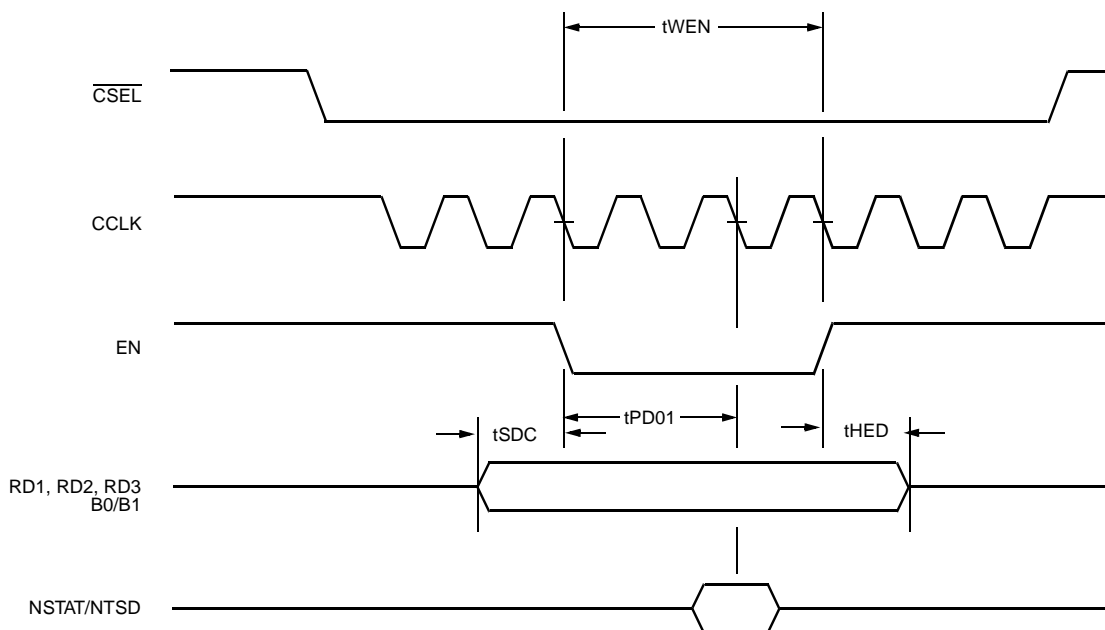 tWEN
CSEL
CCLK
EN
tSDC
tPD01
tHED
RD1, RD2, RD3
B0/B1
NSTAT/NTSD